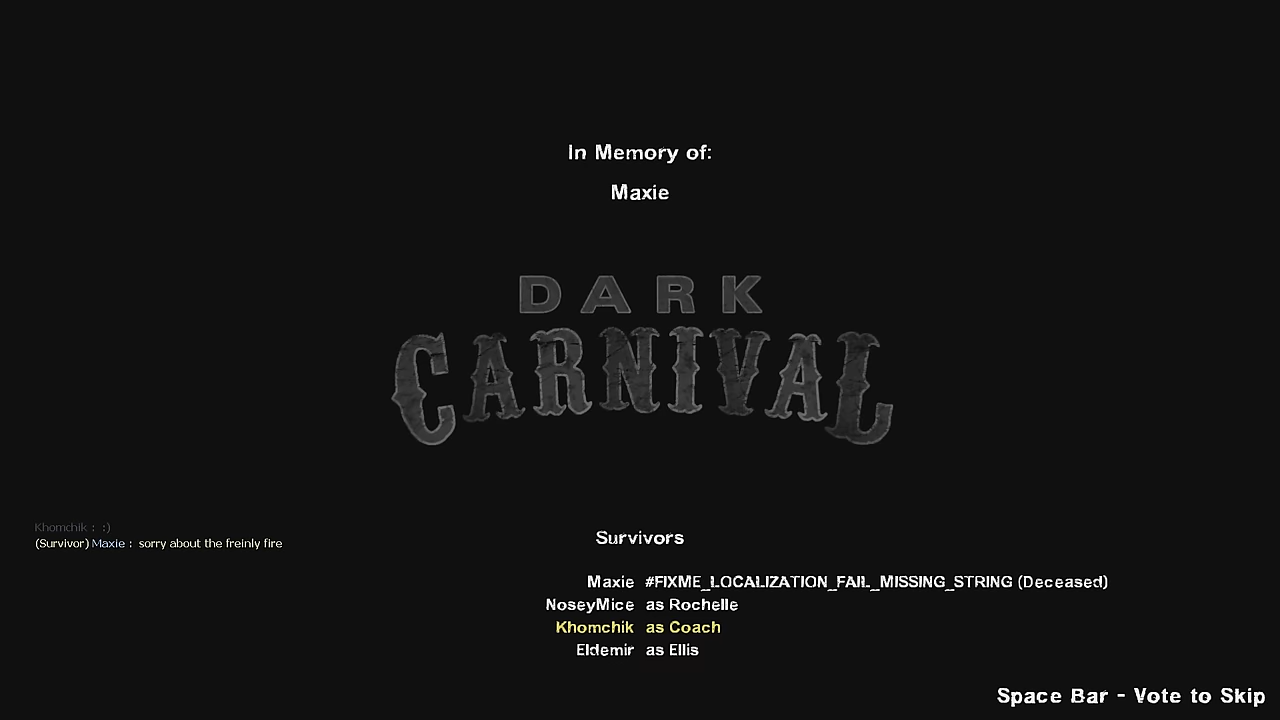 In Memory of:
Maxie
DARK
CARNIVAL
Khomchik : :)
(Survivor) Maxie : sorry about the freinly fire
Survivors
Maxie #FIXME_LOCALIZATION_FAIL_MISSING_STRING (Deceased)
NoseyMice as Rochelle
Khomchik as Coach
Eldemir as Ellis
Space Bar - Vote to Skip